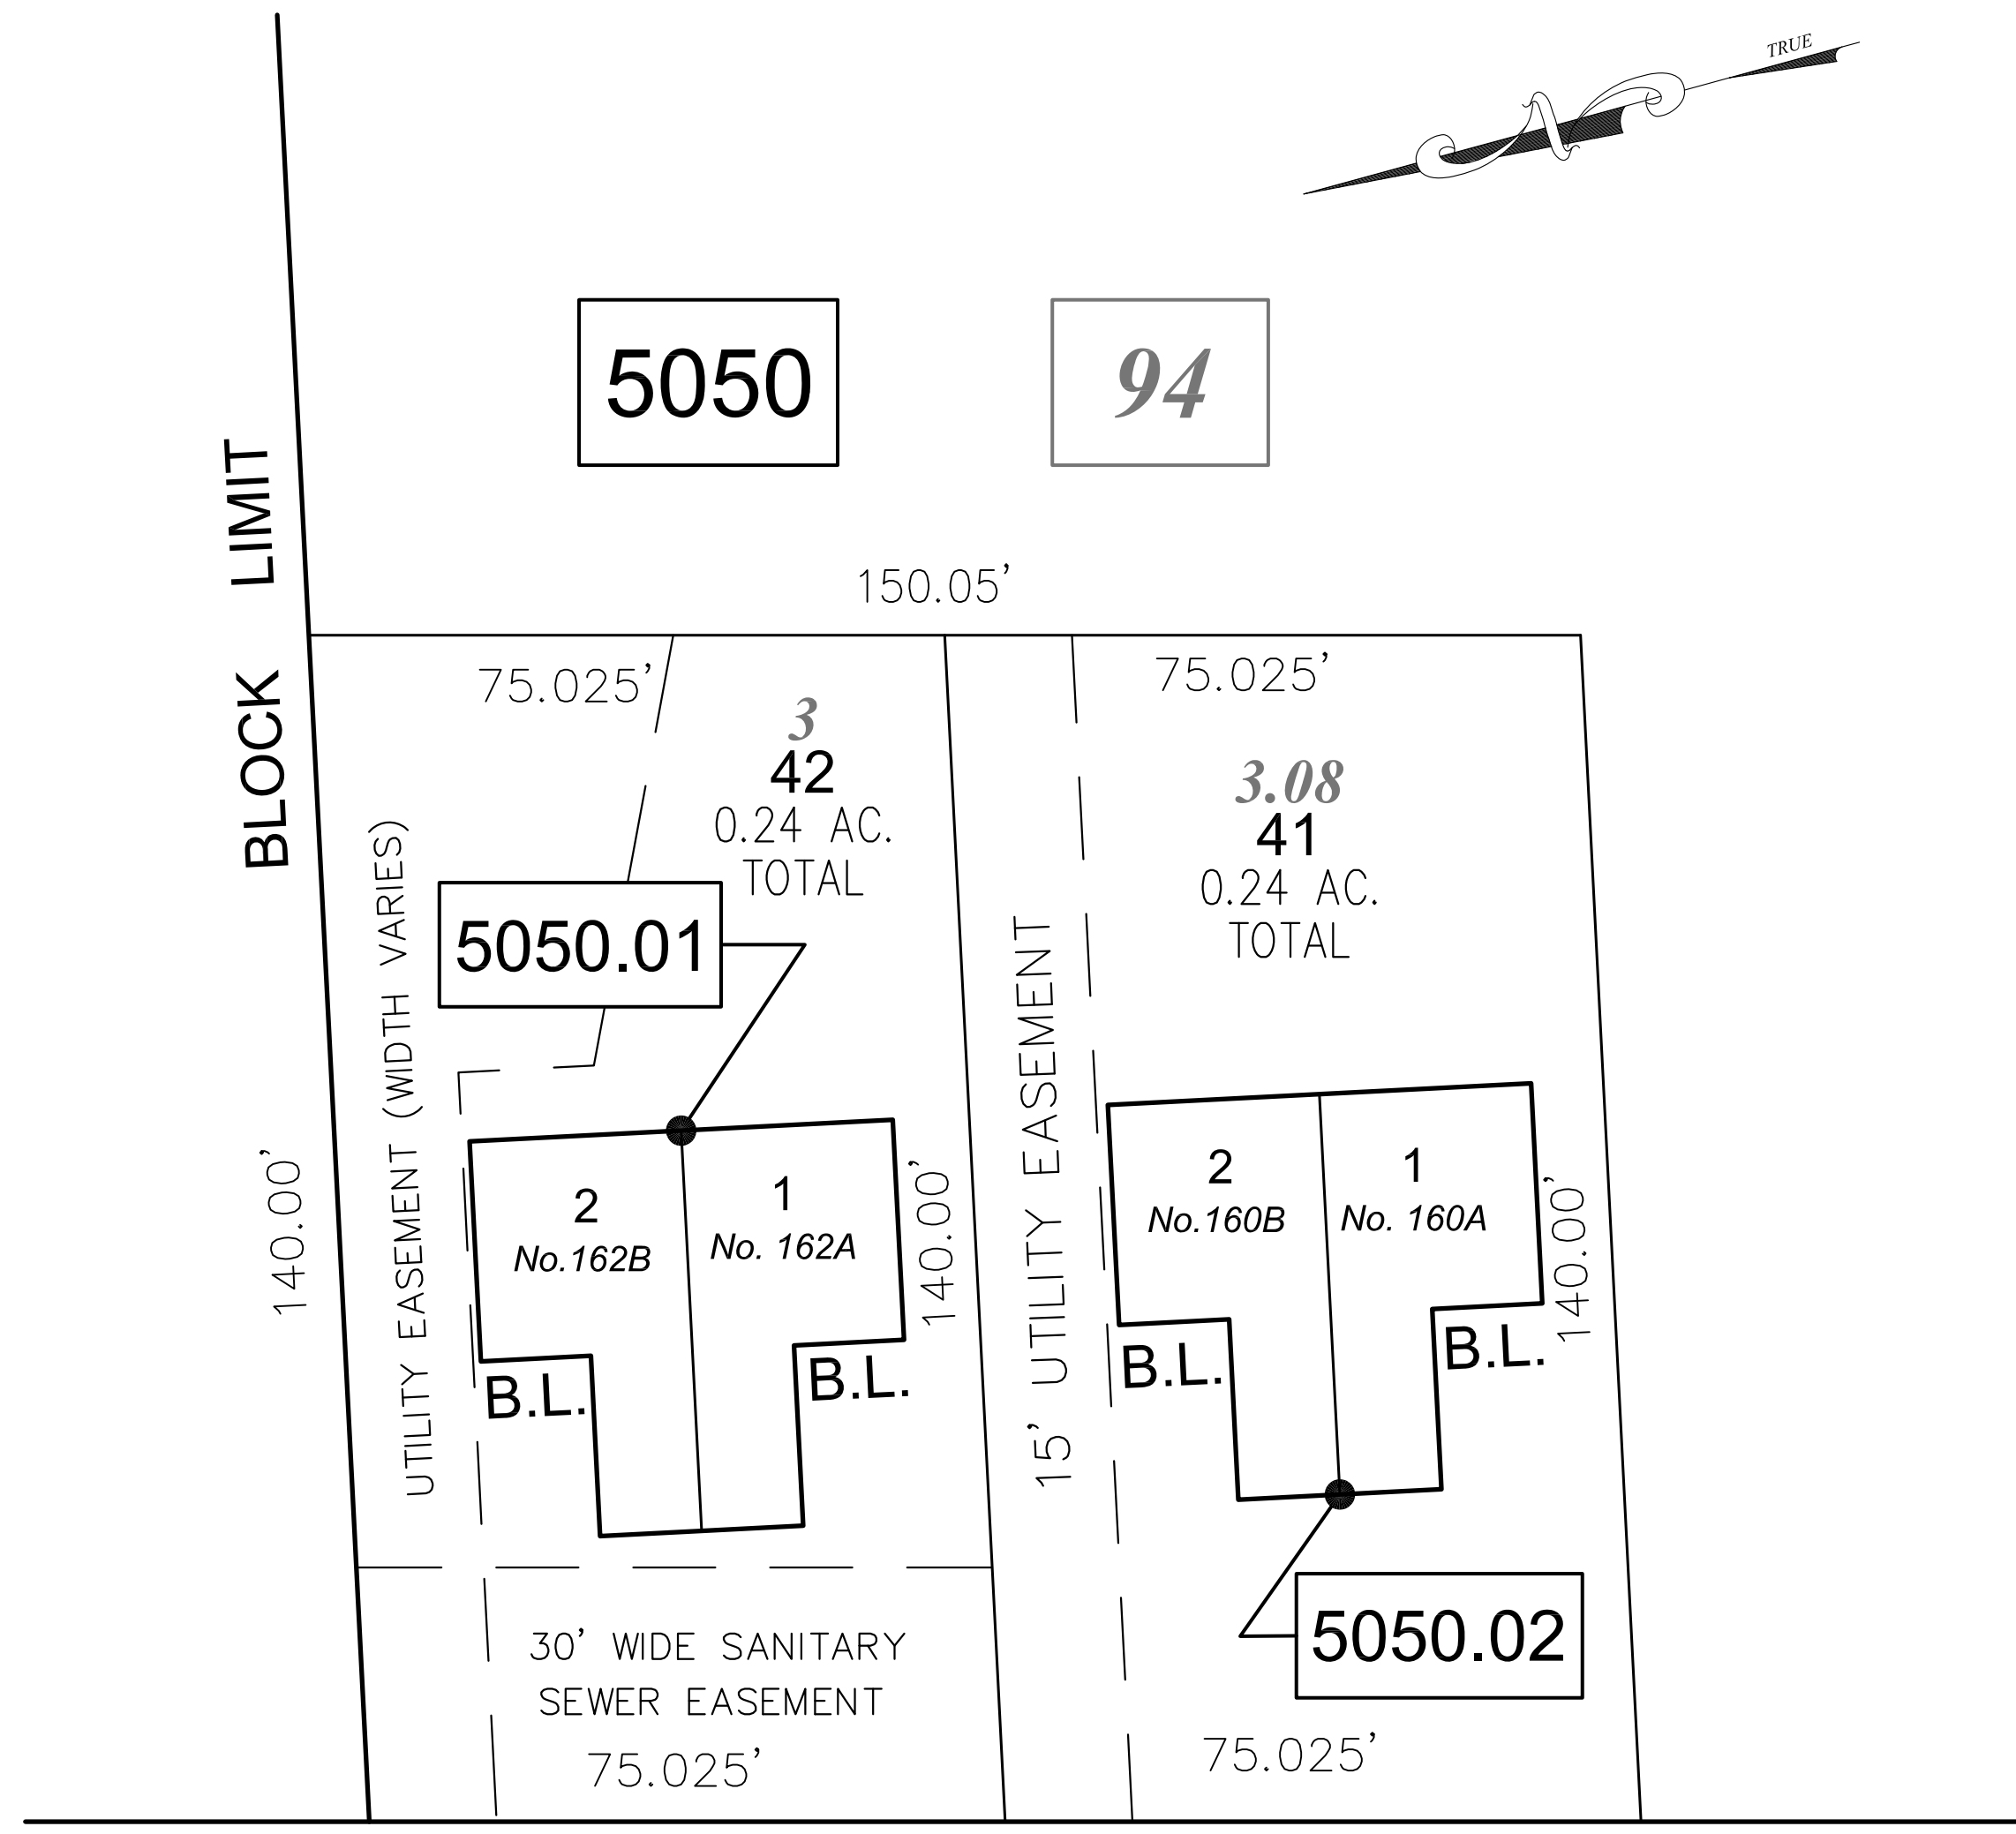 TRUE
N
5050
94
BLOCK LIMIT
150.05'
75.025'
75.025'
3
42
0.24 AC.
TOTAL
3.08
41
0.24 AC.
TOTAL
5050.01
UTILITY EASEMENT (WIDTH VARIES)
15' UTILITY EASEMENT
140.00'
2
No.162B
1
No. 162A
140.00'
2
No.160B
1
No. 160A
140.00'
B.L.
B.L.
B.L.
B.L.
5050.02
30' WIDE SANITARY
SEWER EASEMENT
75.025'
75.025'